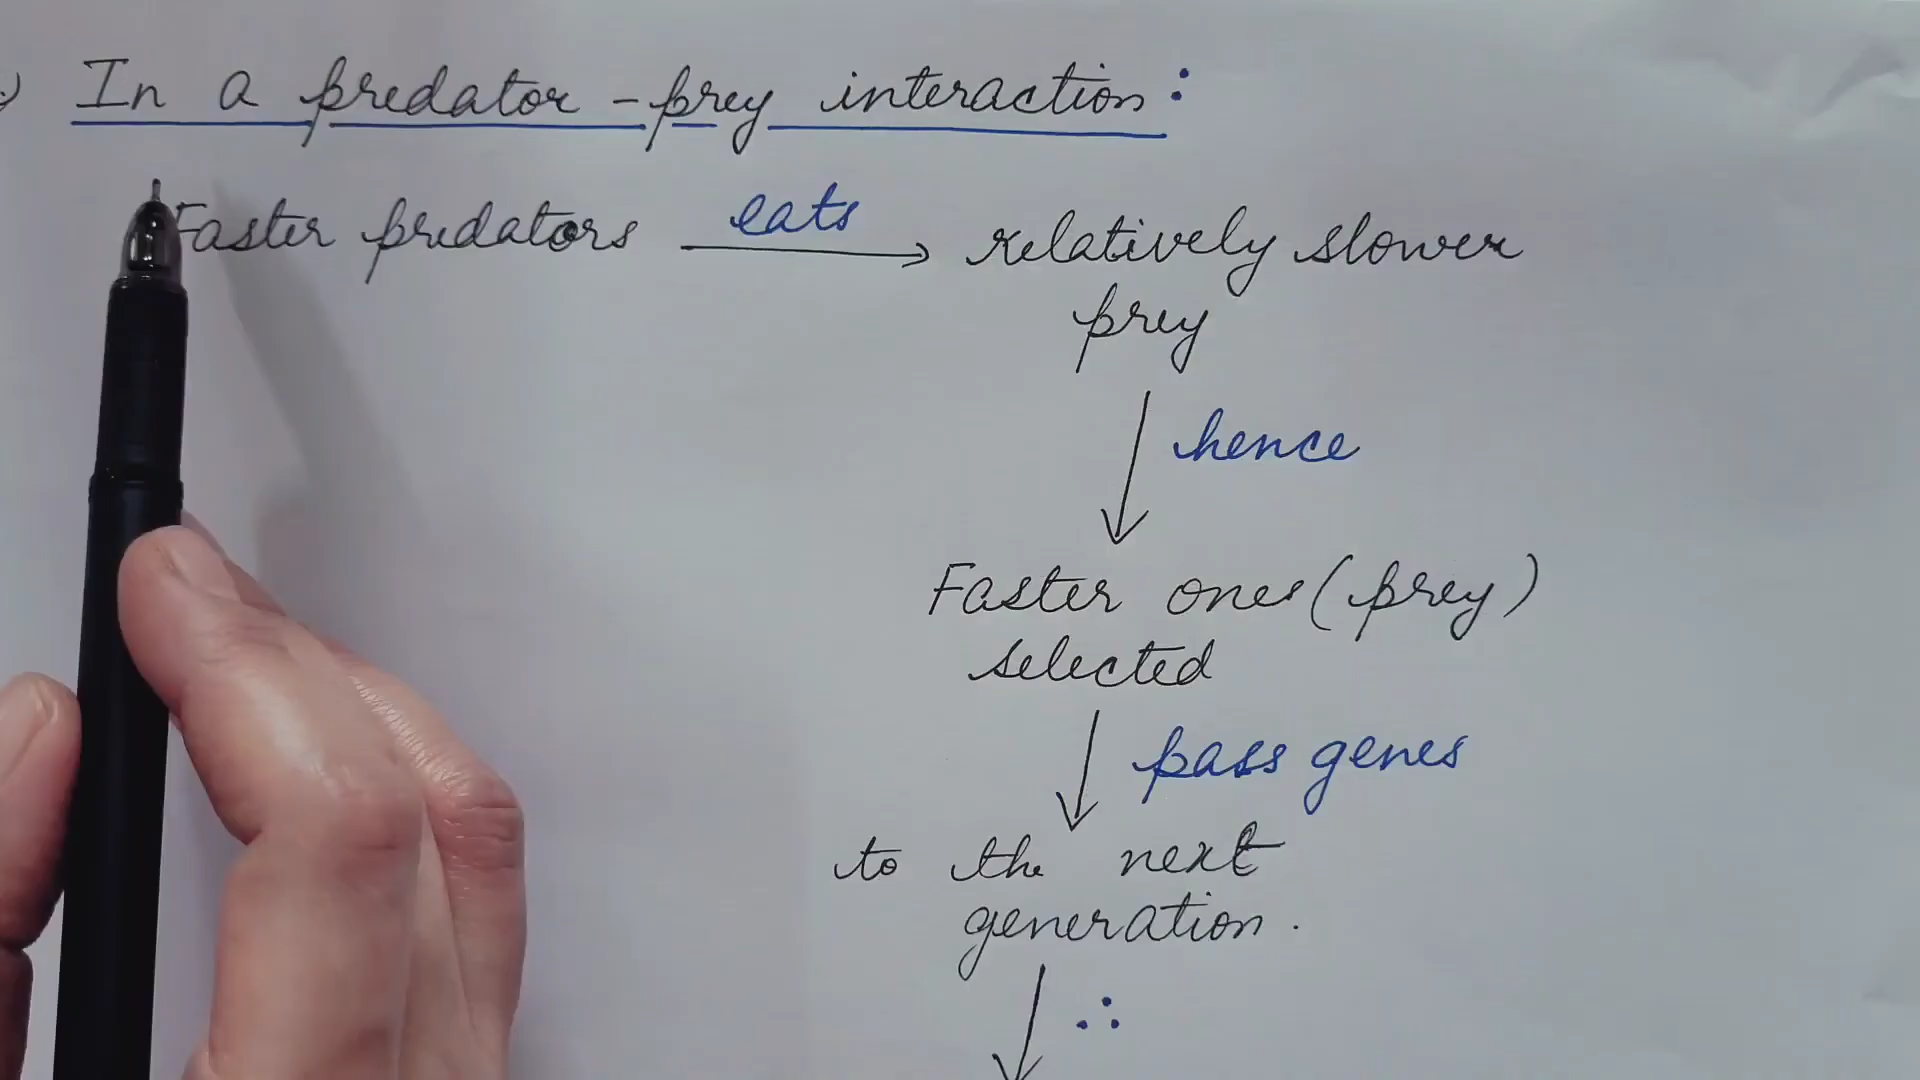 In a predator - prey interaction :
Faster predators eats → relatively slower
prey
↓ hence
Faster ones (prey)
selected
↓ pass genes
to the next
generation.
↓ ∴